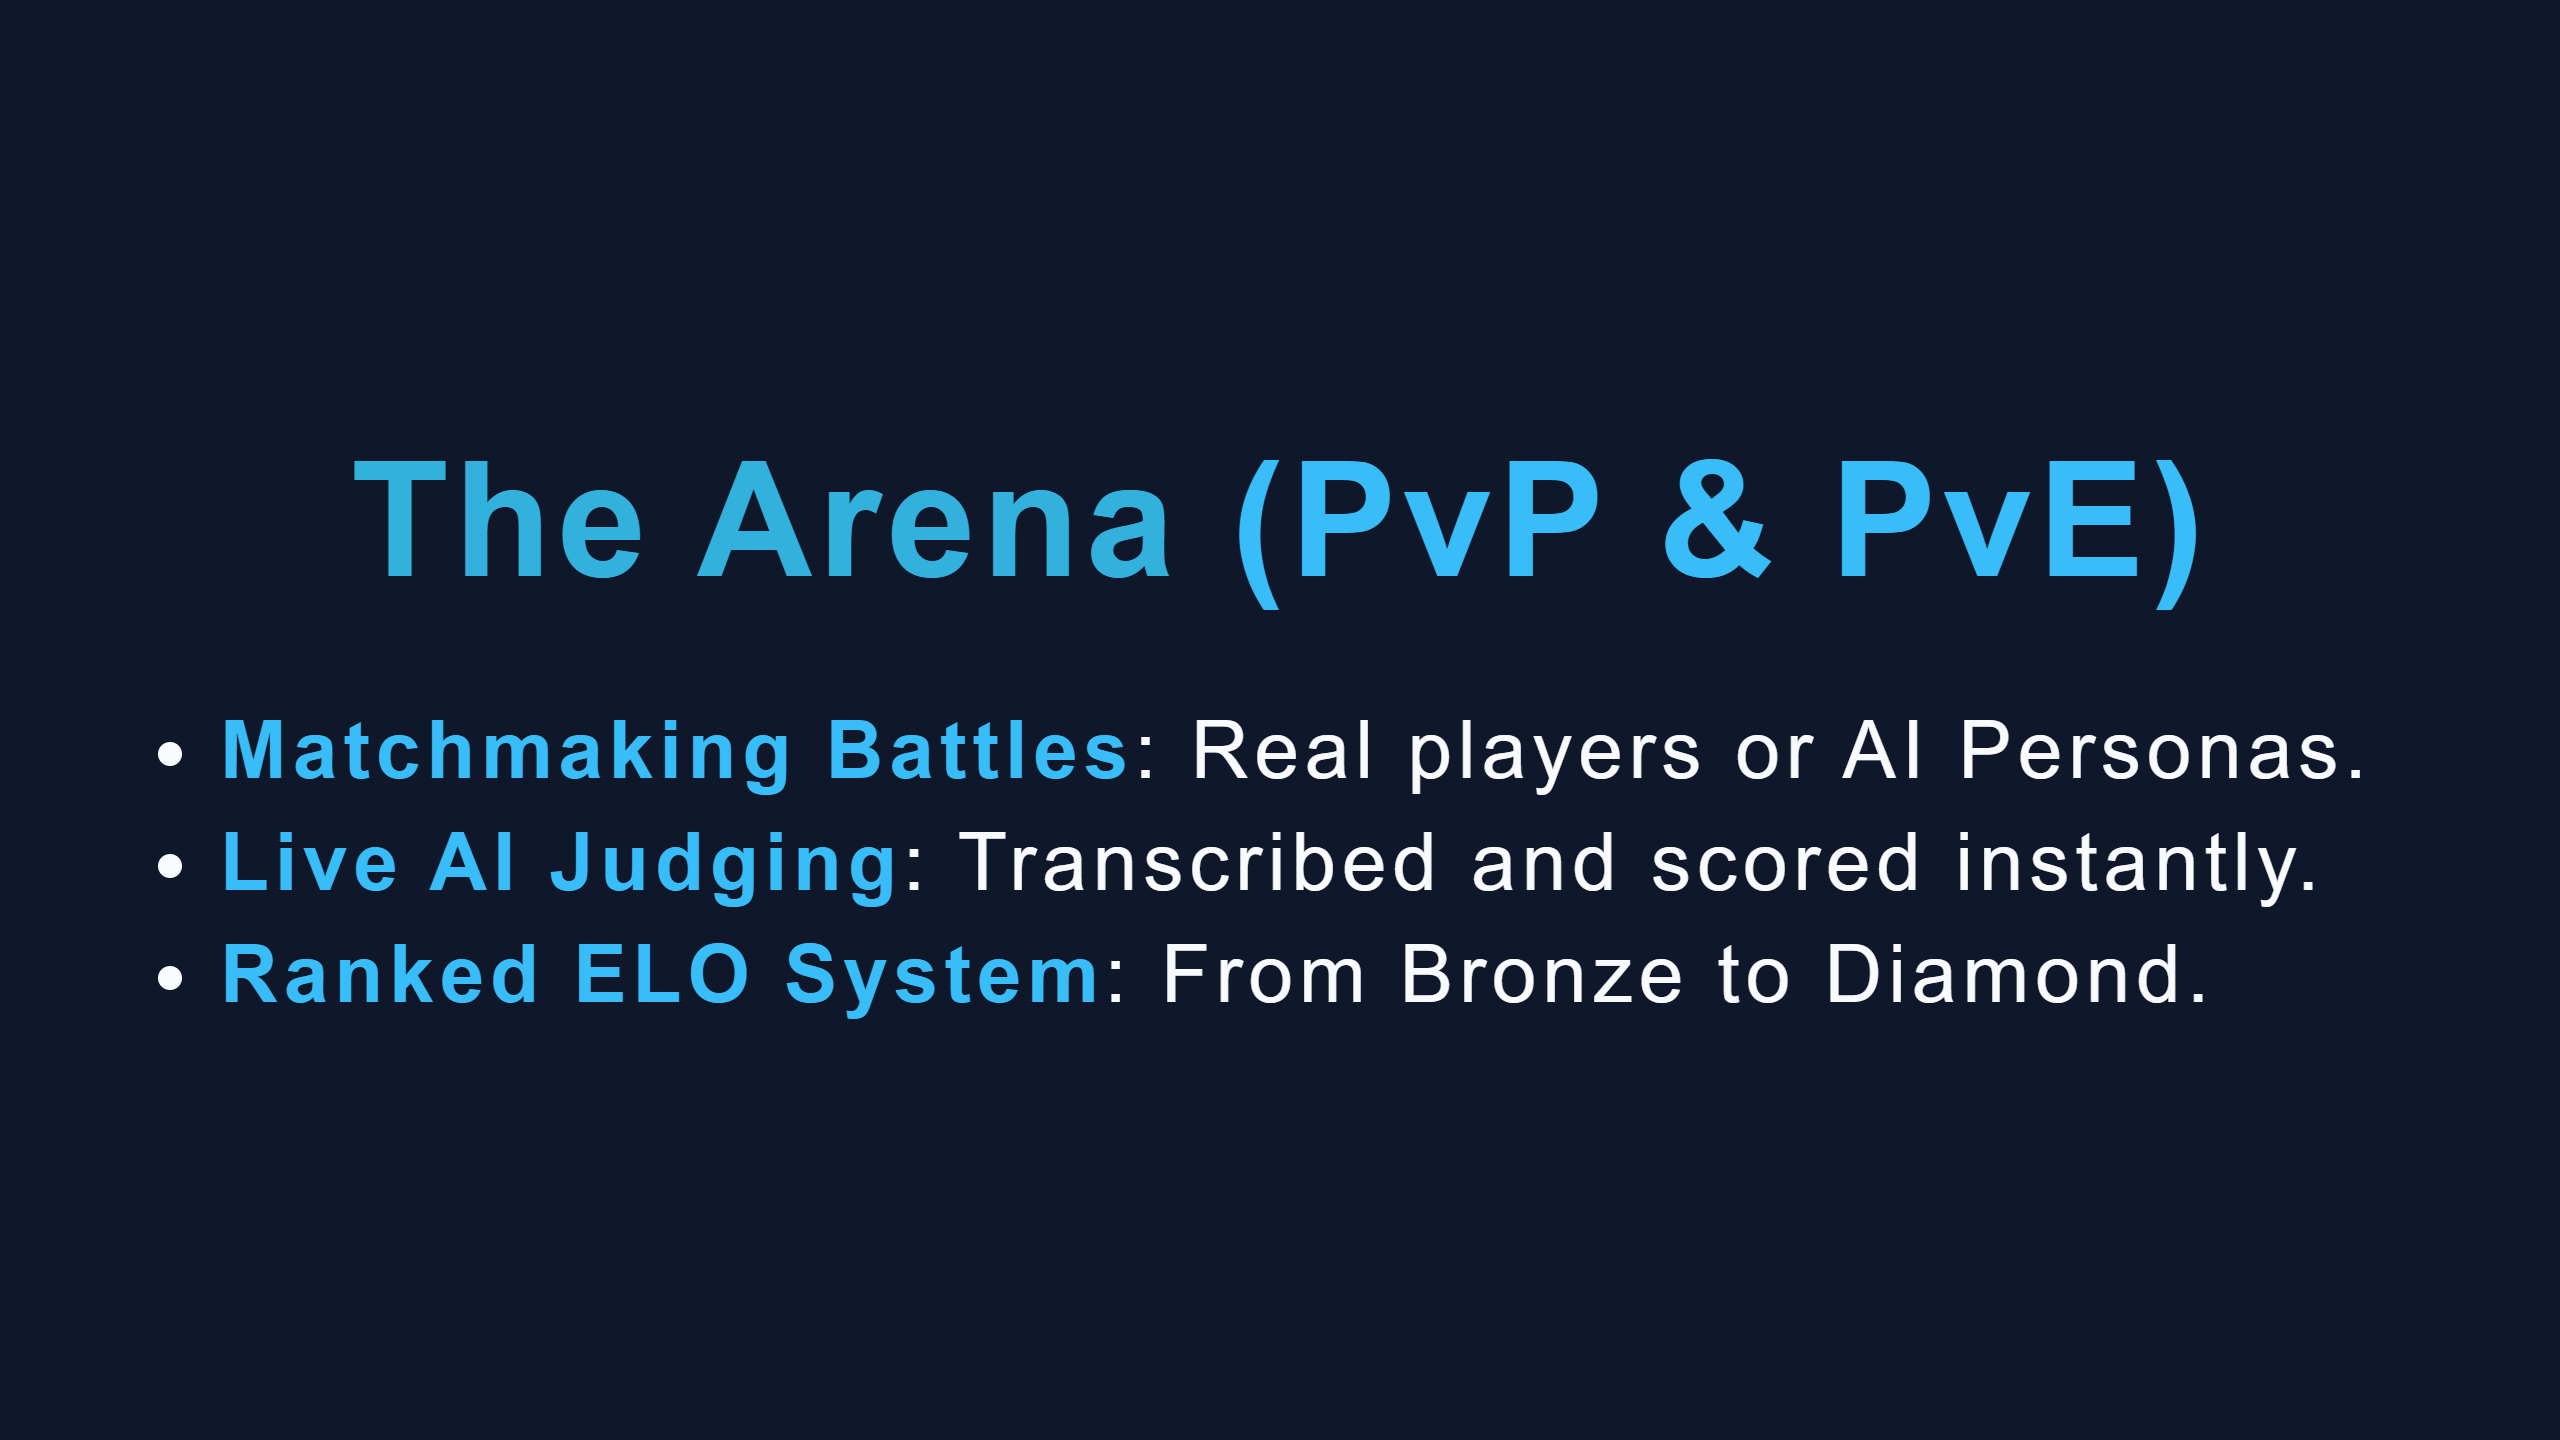 The Arena (PvP & PvE)
• Matchmaking Battles: Real players or AI Personas.
• Live AI Judging: Transcribed and scored instantly.
• Ranked ELO System: From Bronze to Diamond.